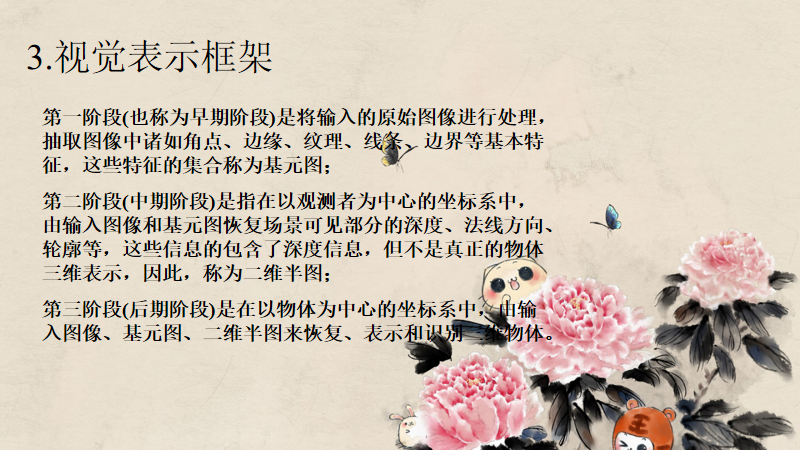 3.视觉表示框架
第一阶段(也称为早期阶段)是将输入的原始图像进行处理，
抽取图像中诸如角点、边缘、纹理、线条、边界等基本特
征，这些特征的集合称为基元图；
第二阶段(中期阶段)是指在以观测者为中心的坐标系中，
由输入图像和基元图恢复场景可见部分的深度、法线方向、
轮廓等，这些信息的包含了深度信息，但不是真正的物体
三维表示，因此，称为二维半图；
第三阶段(后期阶段)是在以物体为中心的坐标系中，由输
入图像、基元图、二维半图来恢复、表示和识别三维物体。
王